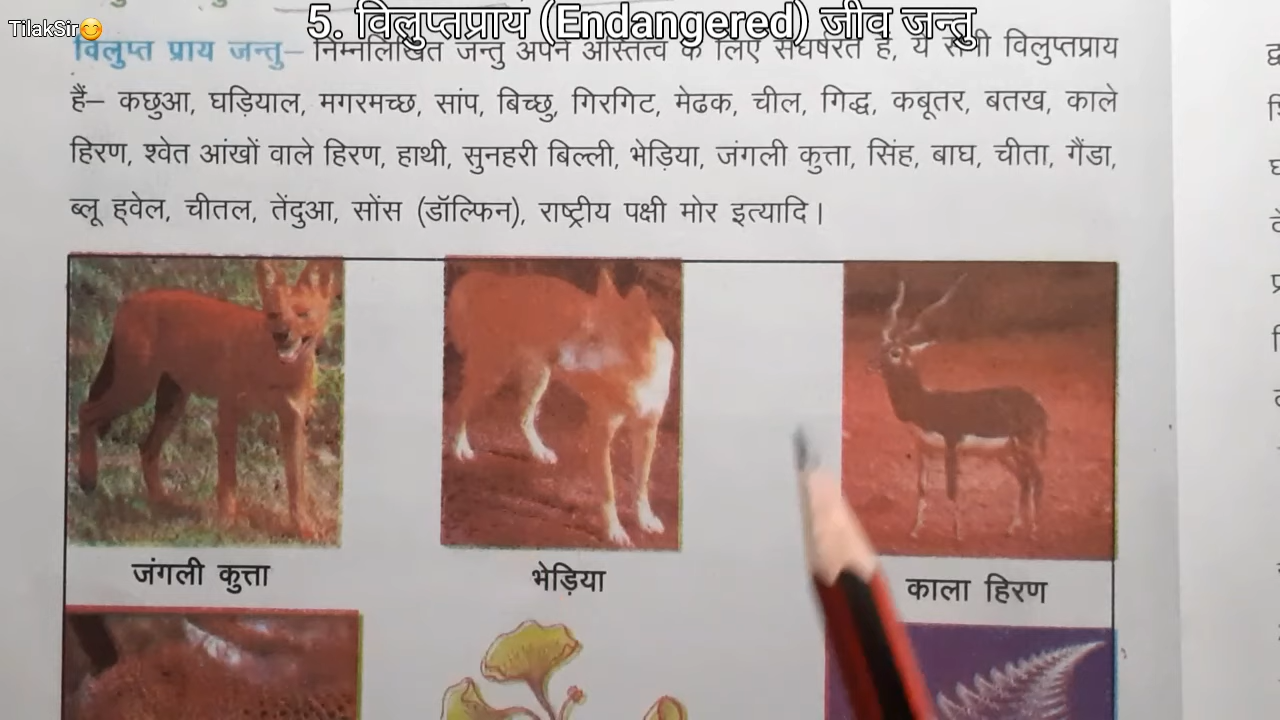 TilakSir😊
5. विलुप्तप्राय (Endangered) जीव जन्तु
विलुप्त प्राय जन्तु– निम्नलिखित जन्तु अपने अस्तित्व के लिए संघर्षरत हैं, ये सभी विलुप्तप्राय
हैं– कछुआ, घड़ियाल, मगरमच्छ, सांप, बिच्छु, गिरगिट, मेढक, चील, गिद्ध, कबूतर, बतख, काले
हिरण, श्वेत आंखों वाले हिरण, हाथी, सुनहरी बिल्ली, भेड़िया, जंगली कुत्ता, सिंह, बाघ, चीता, गैंडा,
ब्लू ह्वेल, चीतल, तेंदुआ, सोंस (डॉल्फिन), राष्ट्रीय पक्षी मोर इत्यादि।
जंगली कुत्ता
भेड़िया
काला हिरण